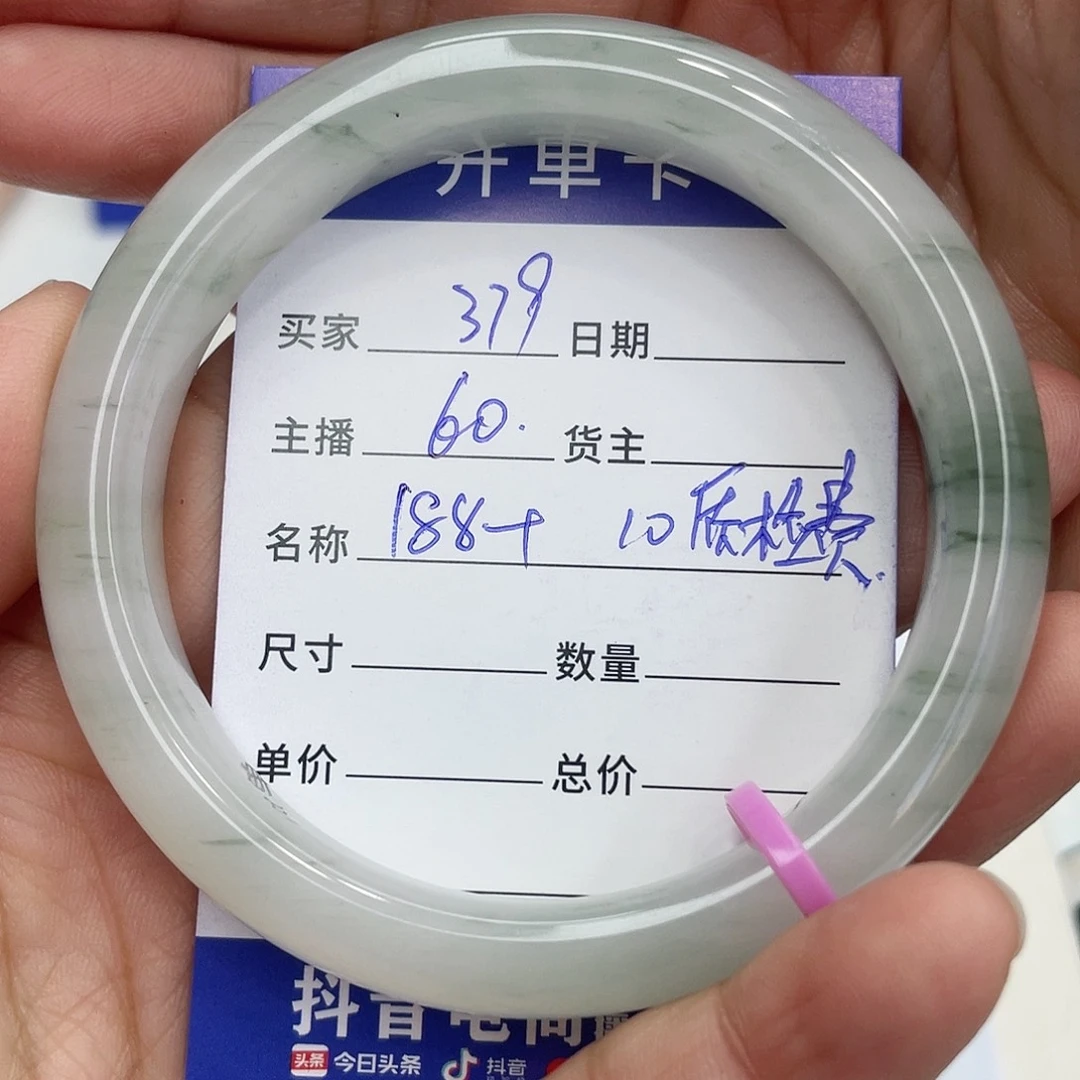 开单卡
买家 379 日期
主播 60. 货主
名称 188+ 10质检费.
尺寸 数量
单价 总价
抖音电商
头条 今日头条 抖音